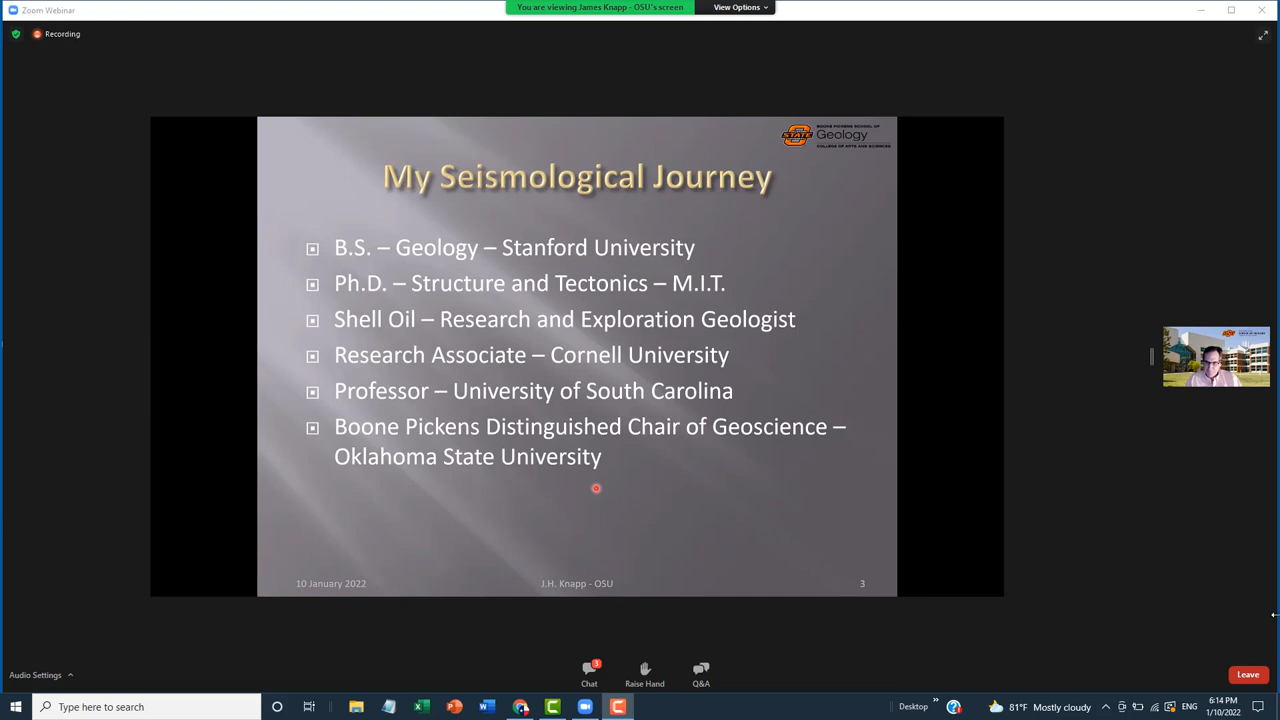 Zoom Webinar
You are viewing James Knapp - OSU's screen
View Options
Recording
BOONE PICKENS SCHOOL OF
Geology
COLLEGE OF ARTS AND SCIENCES
STATE
My Seismological Journey
B.S. – Geology – Stanford University
Ph.D. – Structure and Tectonics – M.I.T.
Shell Oil – Research and Exploration Geologist
Research Associate – Cornell University
Professor – University of South Carolina
Boone Pickens Distinguished Chair of Geoscience –
Oklahoma State University
10 January 2022
J.H. Knapp - OSU
3
Audio Settings
3
Chat
Raise Hand
Q&A
Leave
Type here to search
Desktop
81°F Mostly cloudy
ENG
6:14 PM
1/10/2022